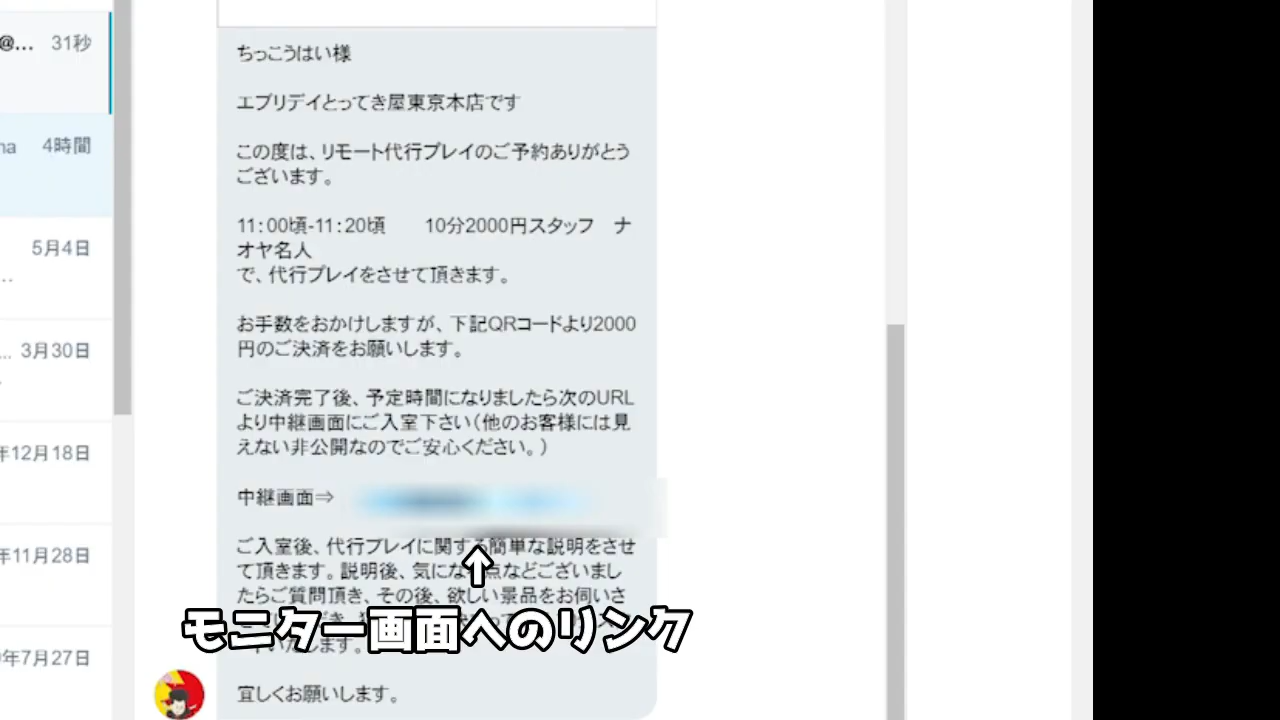 @... 31秒
na 4時間
5月4日
...
... 3月30日
年12月18日
年11月28日
年7月27日
ちっこうはい様
エブリデイとってき屋東京本店です
この度は、リモート代行プレイのご予約ありがとう
ございます。
11:00頃-11:20頃　10分2000円スタッフ　ナ
オヤ名人
で、代行プレイをさせて頂きます。
お手数をおかけしますが、下記QRコードより2000
円のご決済をお願いします。
ご決済完了後、予定時間になりましたら次のURL
より中継画面にご入室下さい(他のお客様には見
えない非公開なのでご安心ください。)
中継画面⇒
ご入室後、代行プレイに関する簡単な説明をさせ
↑
て頂きます。説明後、気にな点などございまし
たらご質問頂き、その後、欲しい景品をお伺いさ
モニター画面へのリンク
いたします。
宜しくお願いします。